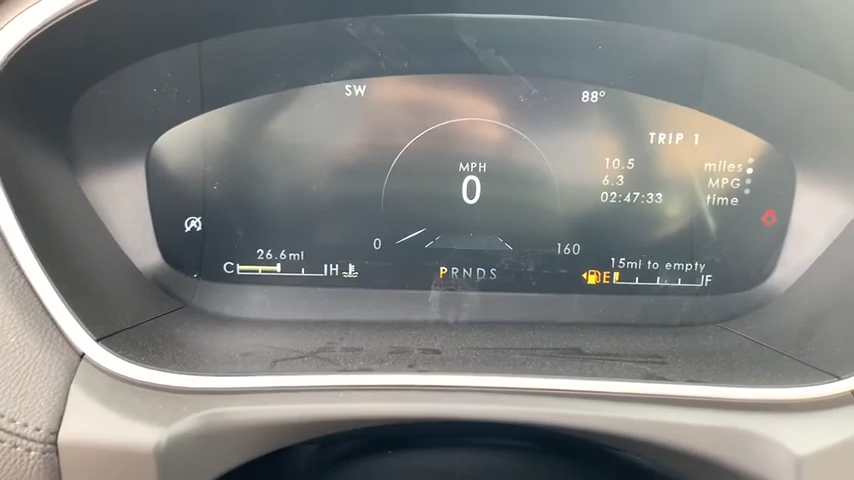 SW
88°
TRIP 1
10.5 miles
6.3 MPG
02:47:33 time
MPH
0
0
160
26.6mi
C H
PRNDS
15mi to empty
E F